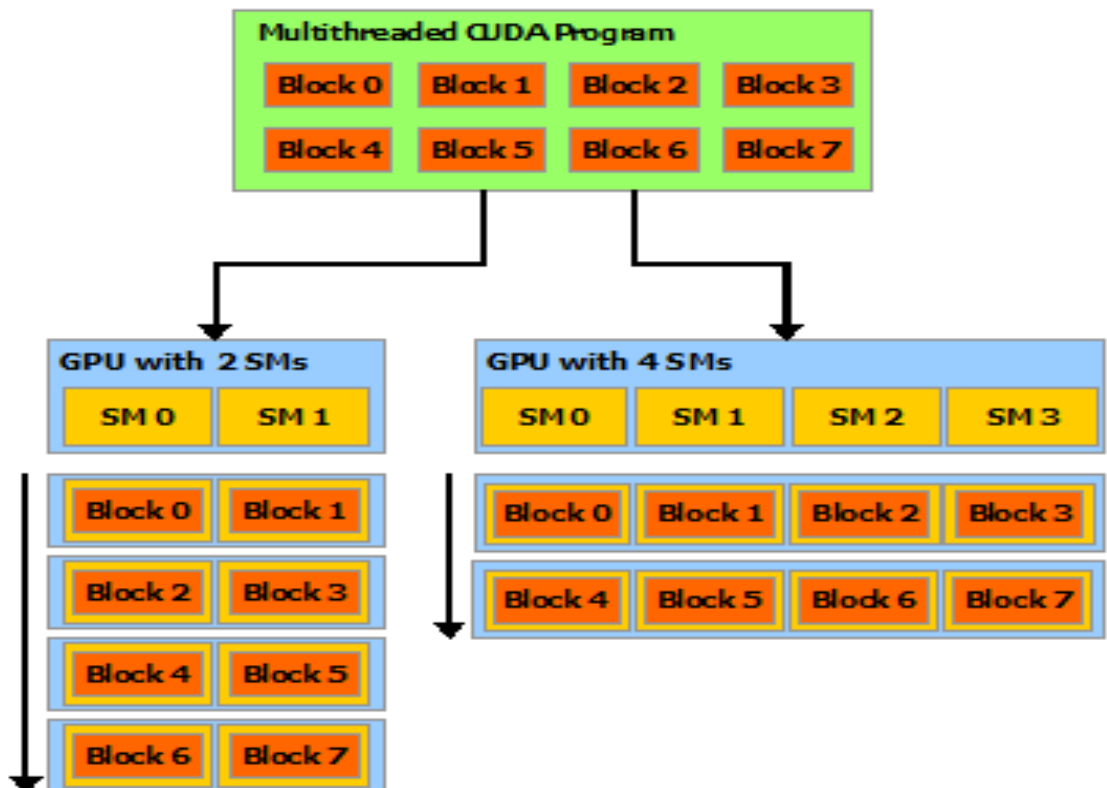 Multithreaded CUDA Program
Block 0 Block 1 Block 2 Block 3
Block 4 Block 5 Block 6 Block 7
GPU with 2 SMs
SM 0 SM 1
Block 0 Block 1
Block 2 Block 3
Block 4 Block 5
Block 6 Block 7
GPU with 4 SMs
SM 0 SM 1 SM 2 SM 3
Block 0 Block 1 Block 2 Block 3
Block 4 Block 5 Block 6 Block 7